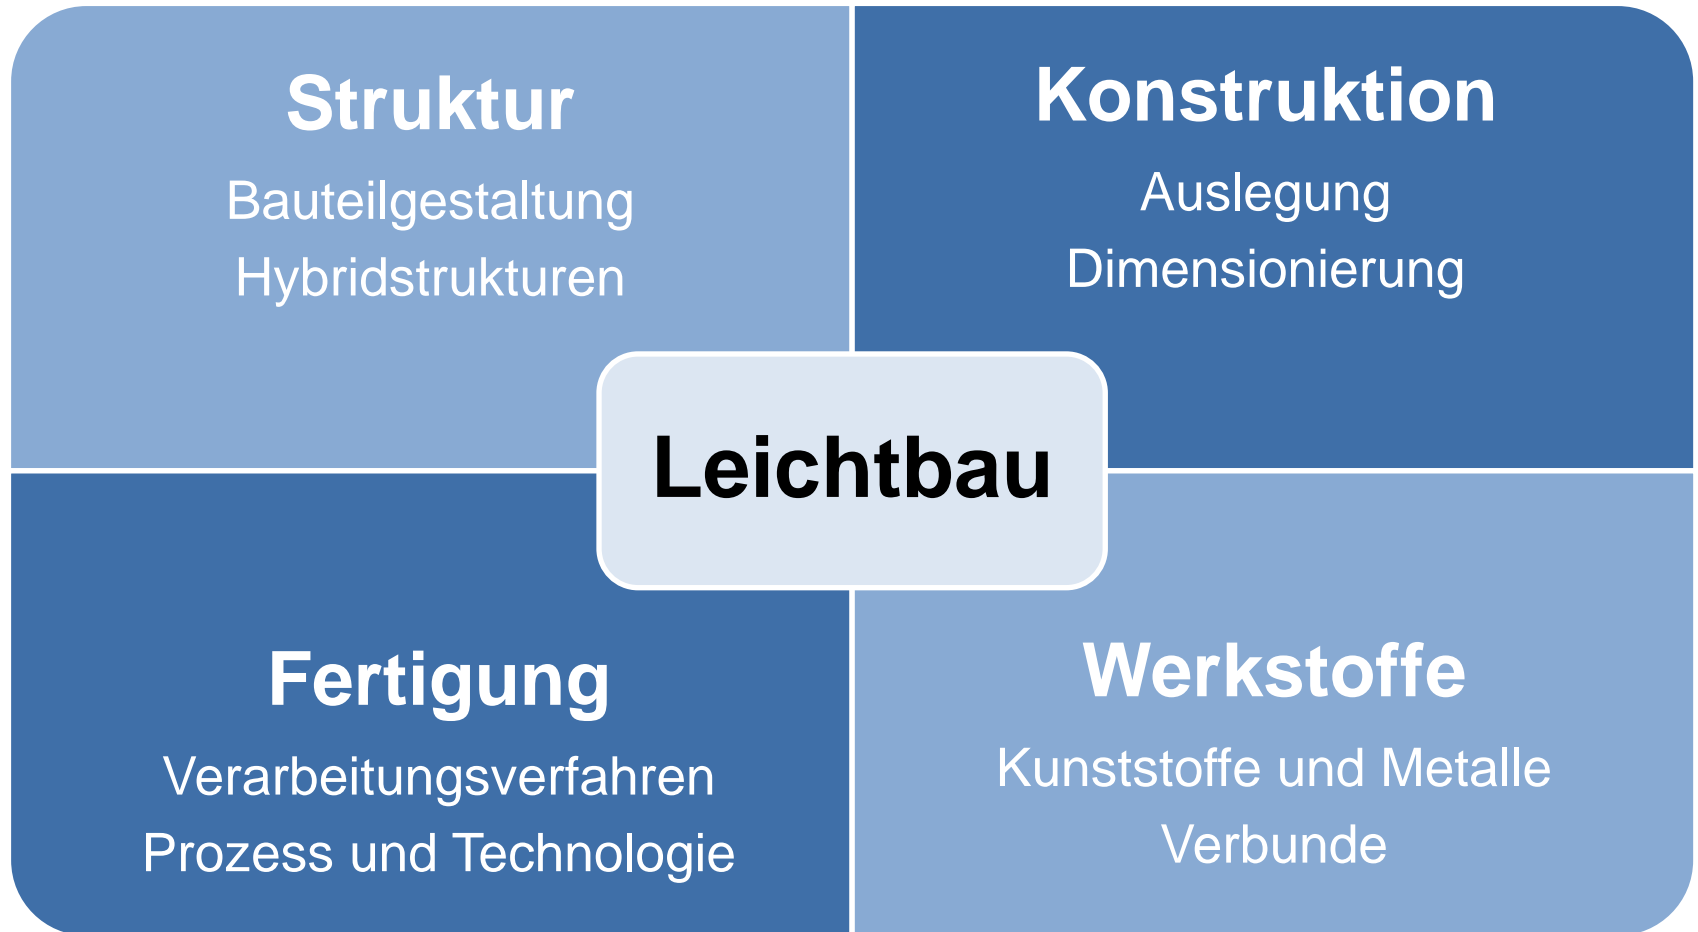 Struktur
Bauteilgestaltung
Hybridstrukturen
Konstruktion
Auslegung
Dimensionierung
Leichtbau
Fertigung
Verarbeitungsverfahren
Prozess und Technologie
Werkstoffe
Kunststoffe und Metalle
Verbunde